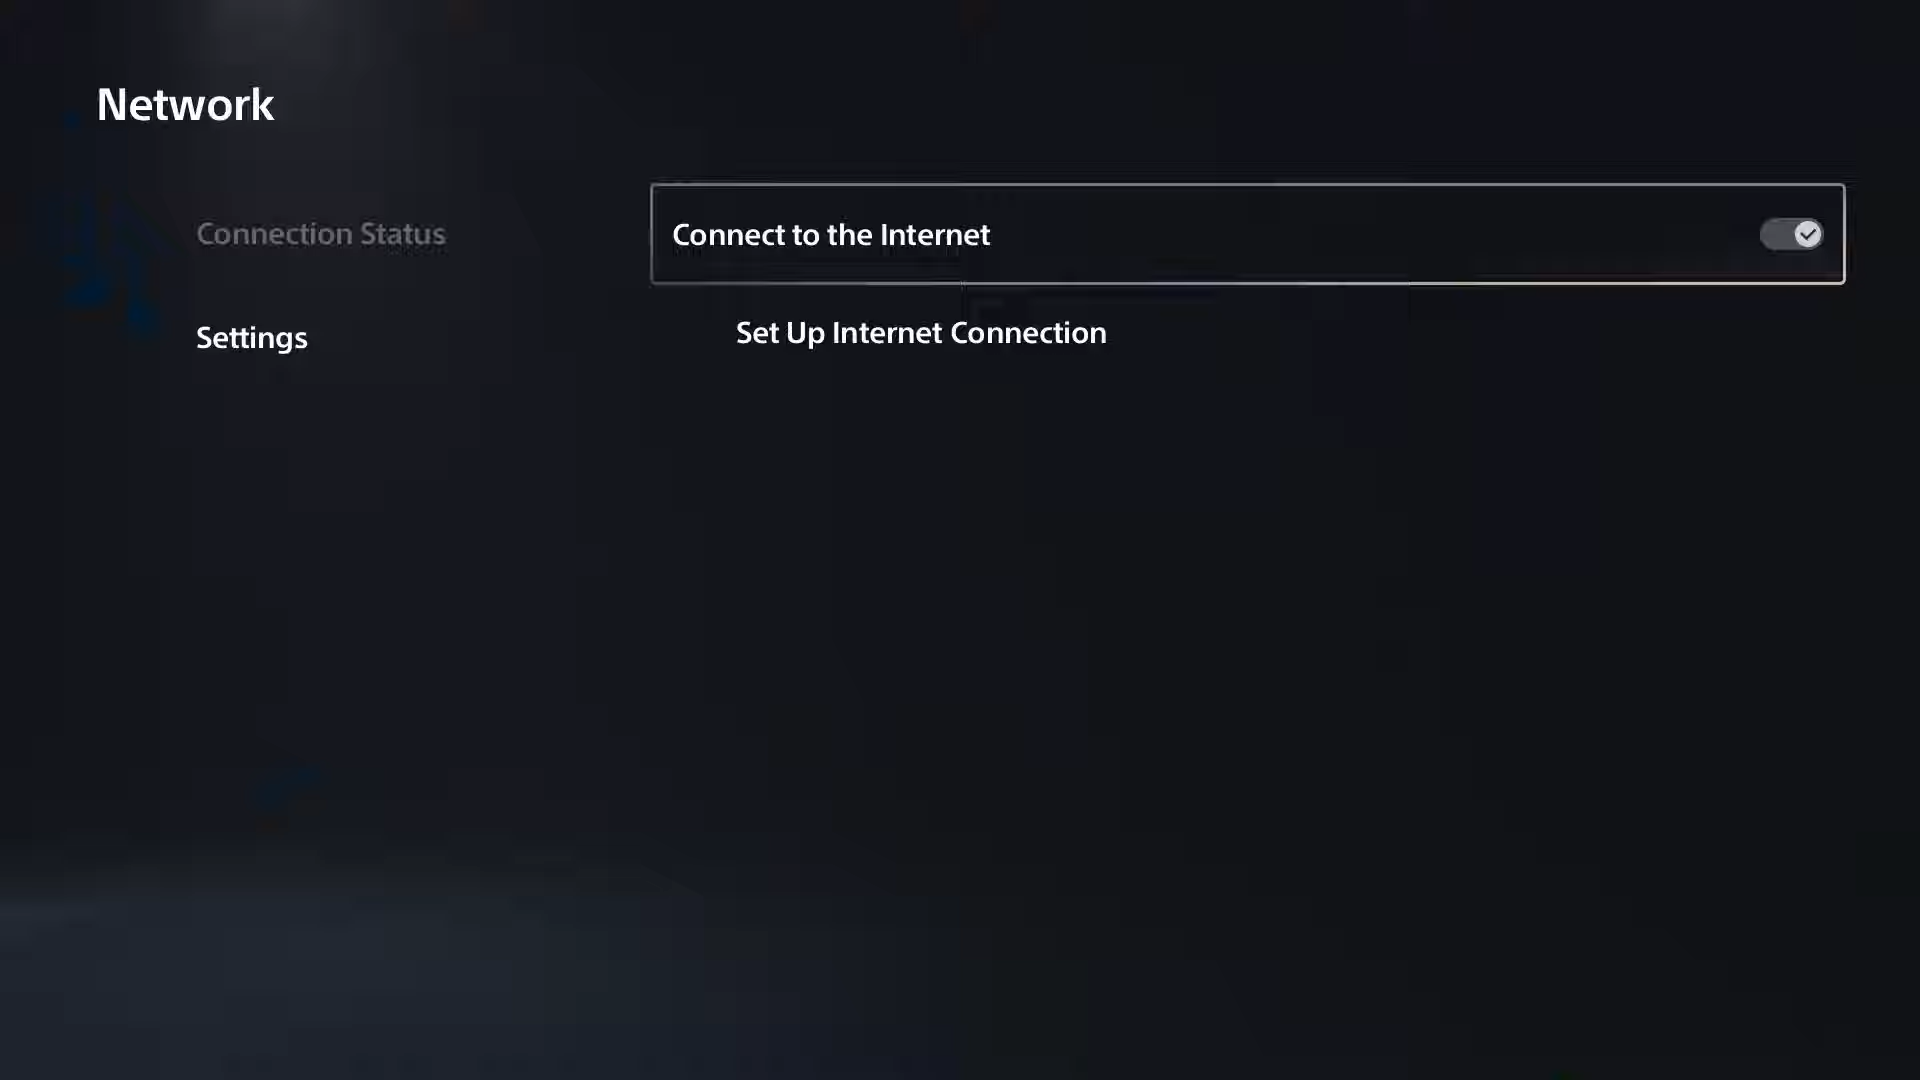 Network
Connection Status
Connect to the Internet
Settings
Set Up Internet Connection